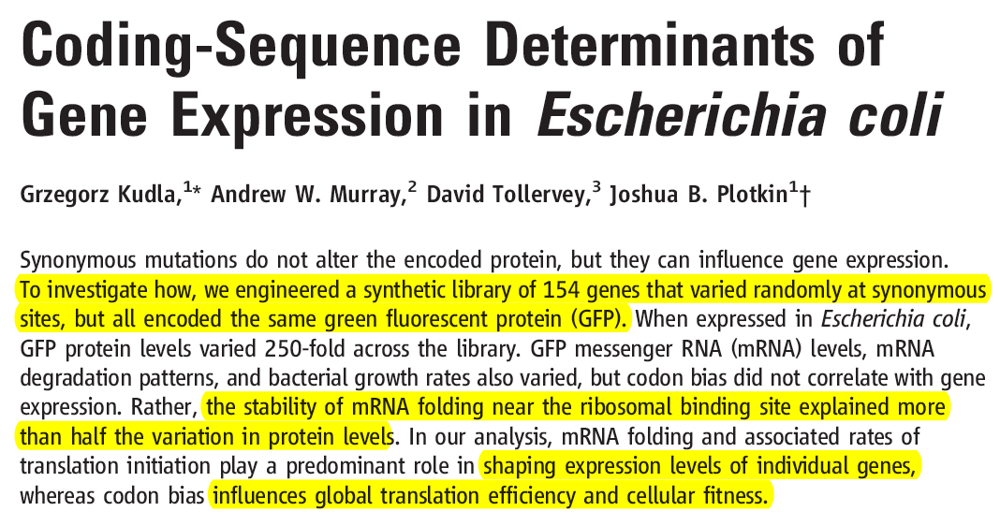 Coding-Sequence Determinants of
Gene Expression in Escherichia coli
Grzegorz Kudla,1* Andrew W. Murray,2 David Tollervey,3 Joshua B. Plotkin1†
Synonymous mutations do not alter the encoded protein, but they can influence gene expression.
To investigate how, we engineered a synthetic library of 154 genes that varied randomly at synonymous
sites, but all encoded the same green fluorescent protein (GFP). When expressed in Escherichia coli,
GFP protein levels varied 250-fold across the library. GFP messenger RNA (mRNA) levels, mRNA
degradation patterns, and bacterial growth rates also varied, but codon bias did not correlate with gene
expression. Rather, the stability of mRNA folding near the ribosomal binding site explained more
than half the variation in protein levels. In our analysis, mRNA folding and associated rates of
translation initiation play a predominant role in shaping expression levels of individual genes,
whereas codon bias influences global translation efficiency and cellular fitness.